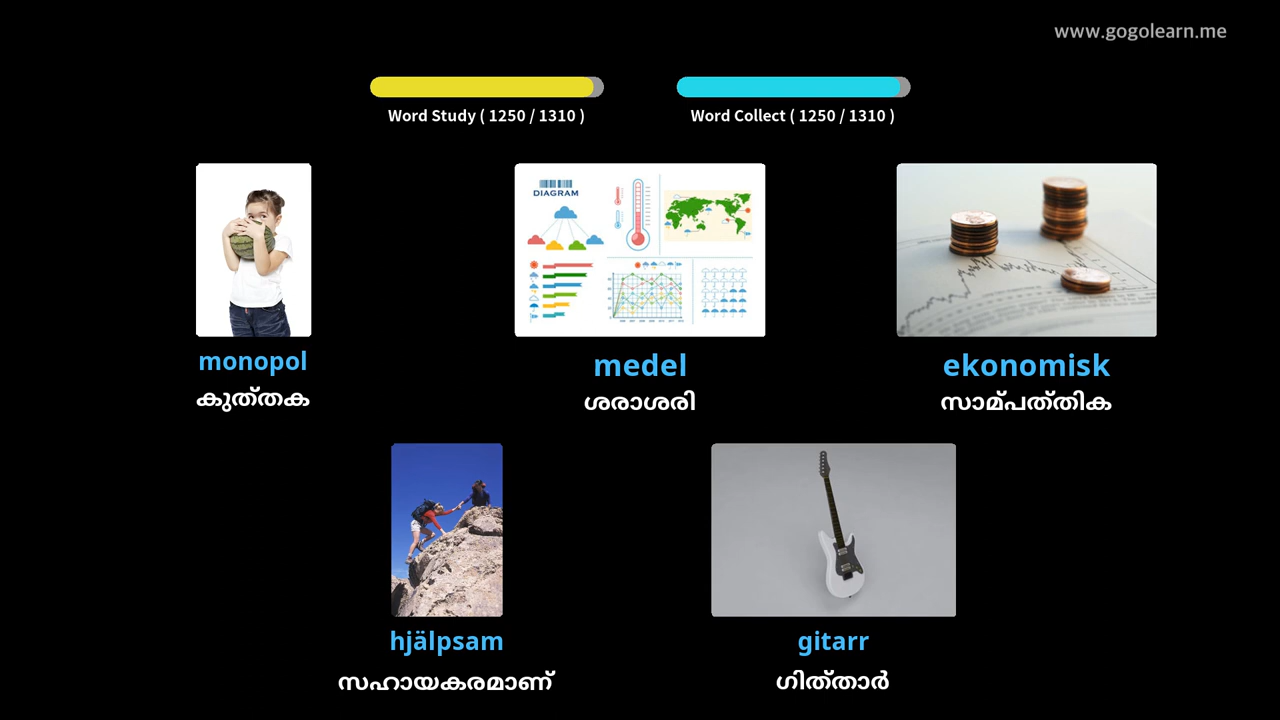 www.gogolearn.me
Word Study ( 1250 / 1310 )
Word Collect ( 1250 / 1310 )
DIAGRAM
monopol
കുത്തക
medel
ശരാശരി
ekonomisk
സാമ്പത്തിക
hjälpsam
സഹായകരമാണ്
gitarr
ഗിത്താർ